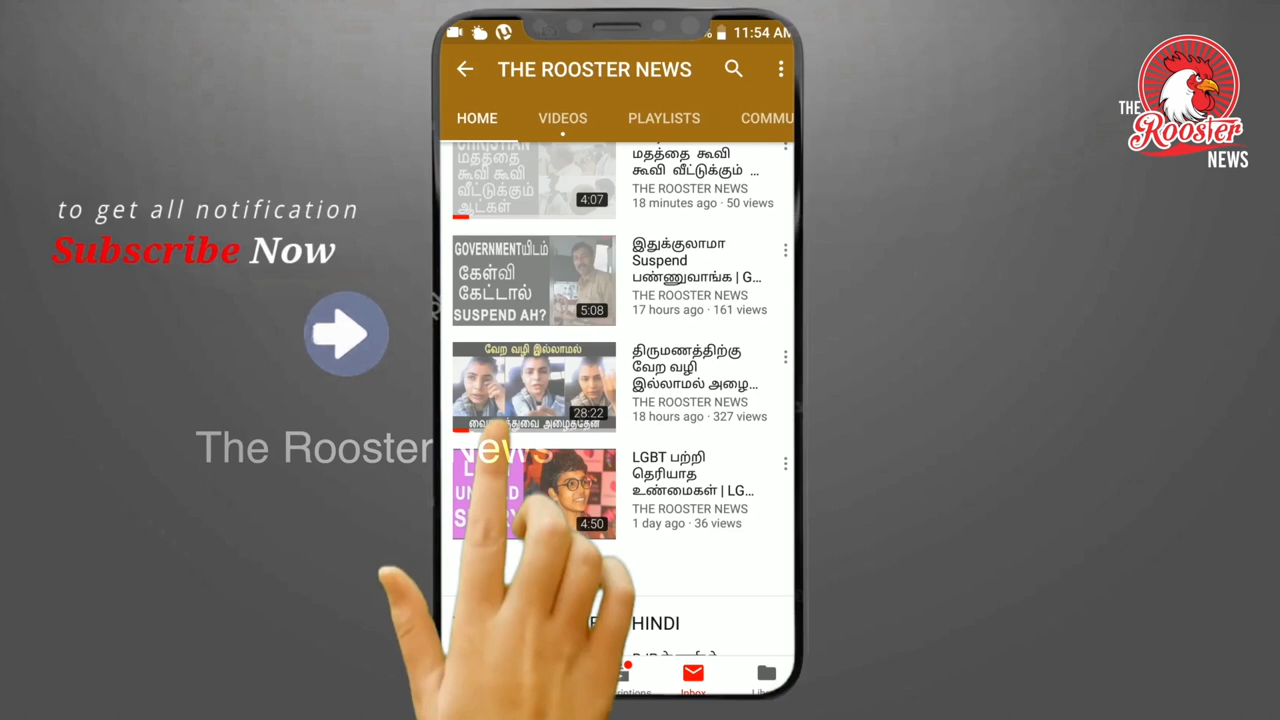 11:54 AM
THE ROOSTER NEWS
HOME
VIDEOS
PLAYLISTS
COMMU
CHRISTIAN
மதத்தை
கூவி கூவி
வீட்டுக்கும்
ஆட்கள்
4:07
மதத்தை கூவி
கூவி வீட்டுக்கும் ...
THE ROOSTER NEWS
18 minutes ago · 50 views
GOVERNMENTயிடம்
கேள்வி
கேட்டால்
SUSPEND AH?
5:08
இதுக்குலாமா
Suspend
பண்ணுவாங்க | G...
THE ROOSTER NEWS
17 hours ago · 161 views
வேற வழி இல்லாமல்
28:22
திருமணத்திற்கு
வேற வழி
இல்லாமல் அழை...
THE ROOSTER NEWS
18 hours ago · 327 views
4:50
LGBT பற்றி
தெரியாத
உண்மைகள் | LG...
THE ROOSTER NEWS
1 day ago · 36 views
HINDI
Inbox
to get all notification
Subscribe Now
The Rooster News
THE
Rooster
NEWS